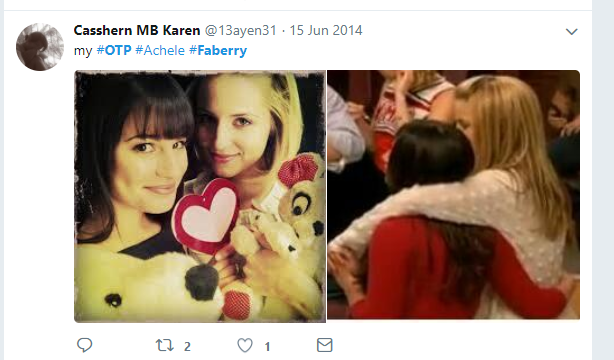 Casshern MB Karen @13ayen31 · 15 Jun 2014
my #OTP #Achele #Faberry
2 1